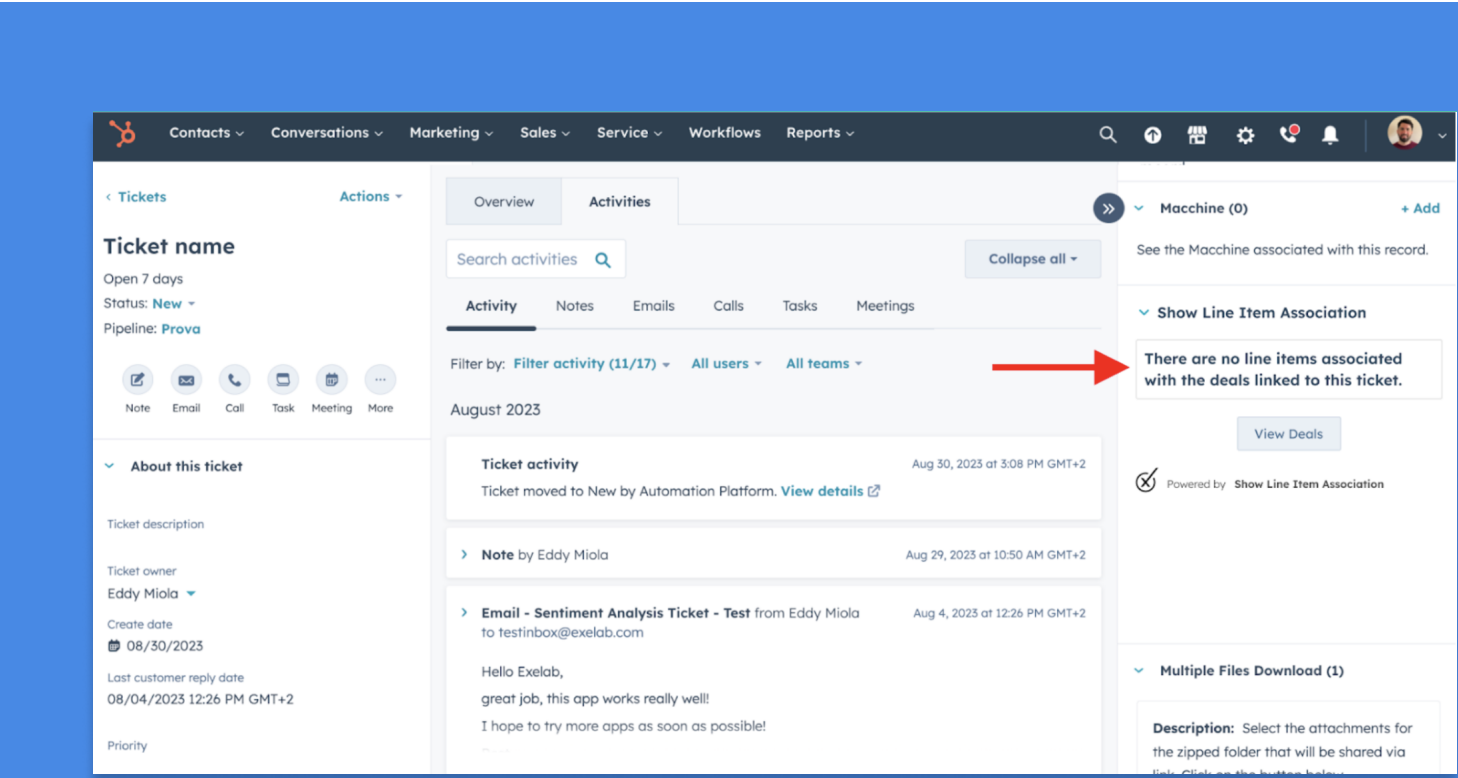 Contacts
Conversations
Marketing
Sales
Service
Workflows
Reports
Tickets
Actions
Ticket name
Open 7 days
Status: New
Pipeline: Prova
Note
Email
Call
Task
Meeting
More
About this ticket
Ticket description
Ticket owner
Eddy Miola
Create date
08/30/2023
Last customer reply date
08/04/2023 12:26 PM GMT+2
Priority
Overview
Activities
Search activities
Collapse all
Activity
Notes
Emails
Calls
Tasks
Meetings
Filter by: Filter activity (11/17) All users All teams
August 2023
Ticket activity
Aug 30, 2023 at 3:08 PM GMT+2
Ticket moved to New by Automation Platform. View details
Note by Eddy Miola
Aug 29, 2023 at 10:50 AM GMT+2
Email - Sentiment Analysis Ticket - Test from Eddy Miola
Aug 4, 2023 at 12:26 PM GMT+2
to testinbox@exelab.com
Hello Exelab,
great job, this app works really well!
I hope to try more apps as soon as possible!
Macchine (0)
+ Add
See the Macchine associated with this record.
Show Line Item Association
There are no line items associated
with the deals linked to this ticket.
View Deals
Powered by Show Line Item Association
Multiple Files Download (1)
Description: Select the attachments for
the zipped folder that will be shared via
link. Click on the button below